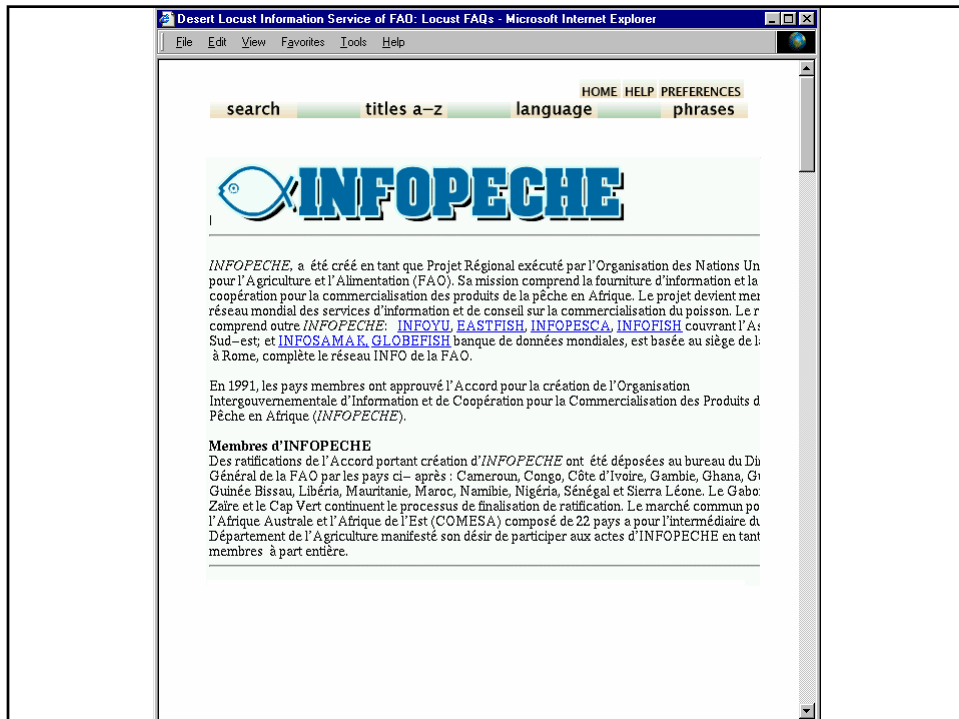 Desert Locust Information Service of FAO: Locust FAQs - Microsoft Internet Explorer
File Edit View Favorites Tools Help
HOME HELP PREFERENCES
search titles a–z language phrases
INFOPECHE
INFOPECHE, a été créé en tant que Projet Régional exécuté par l'Organisation des Nations Un
pour l'Agriculture et l'Alimentation (FAO). Sa mission comprend la fourniture d'information et la
coopération pour la commercialisation des produits de la pêche en Afrique. Le projet devient mer
réseau mondial des services d'information et de conseil sur la commercialisation du poisson. Le r
comprend outre INFOPECHE: INFOYU, EASTFISH, INFOPESCA, INFOFISH couvrant l'As
Sud–est; et INFOSAMAK, GLOBEFISH banque de données mondiales, est basée au siège de la
à Rome, complète le réseau INFO de la FAO.
En 1991, les pays membres ont approuvé l'Accord pour la création de l'Organisation
Intergouvernementale d'Information et de Coopération pour la Commercialisation des Produits d
Pêche en Afrique (INFOPECHE).
Membres d'INFOPECHE
Des ratifications de l'Accord portant création d'INFOPECHE ont été déposées au bureau du Dir
Général de la FAO par les pays ci– après : Cameroun, Congo, Côte d'Ivoire, Gambie, Ghana, Gu
Guinée Bissau, Libéria, Mauritanie, Maroc, Namibie, Nigéria, Sénégal et Sierra Léone. Le Gabo
Zaïre et le Cap Vert continuent le processus de finalisation de ratification. Le marché commun po
l'Afrique Australe et l'Afrique de l'Est (COMESA) composé de 22 pays a pour l'intermédiaire du
Département de l'Agriculture manifesté son désir de participer aux actes d'INFOPECHE en tant
membres à part entière.